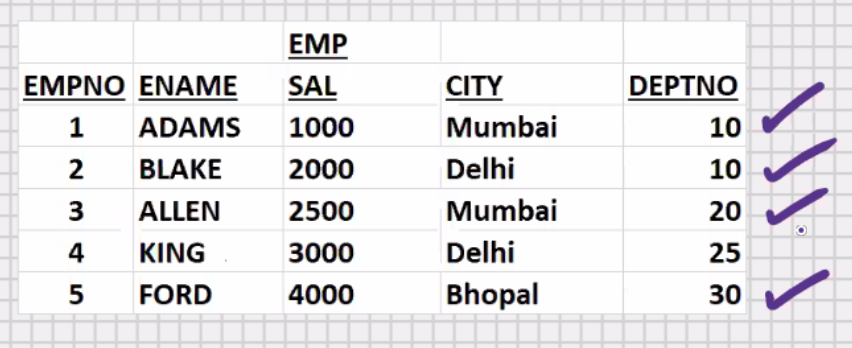 EMP
EMPNO ENAME SAL CITY DEPTNO
1 ADAMS 1000 Mumbai 10
2 BLAKE 2000 Delhi 10
3 ALLEN 2500 Mumbai 20
4 KING 3000 Delhi 25
5 FORD 4000 Bhopal 30